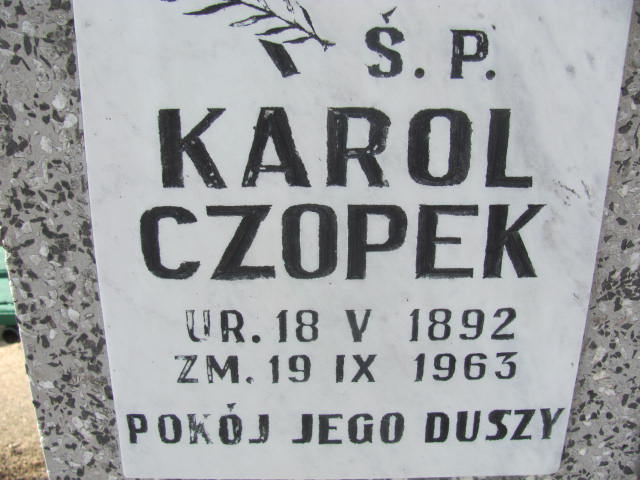 Ś. P.
KAROL
CZOPEK
UR. 18 V 1892
ZM. 19 IX 1963
POKÓJ JEGO DUSZY